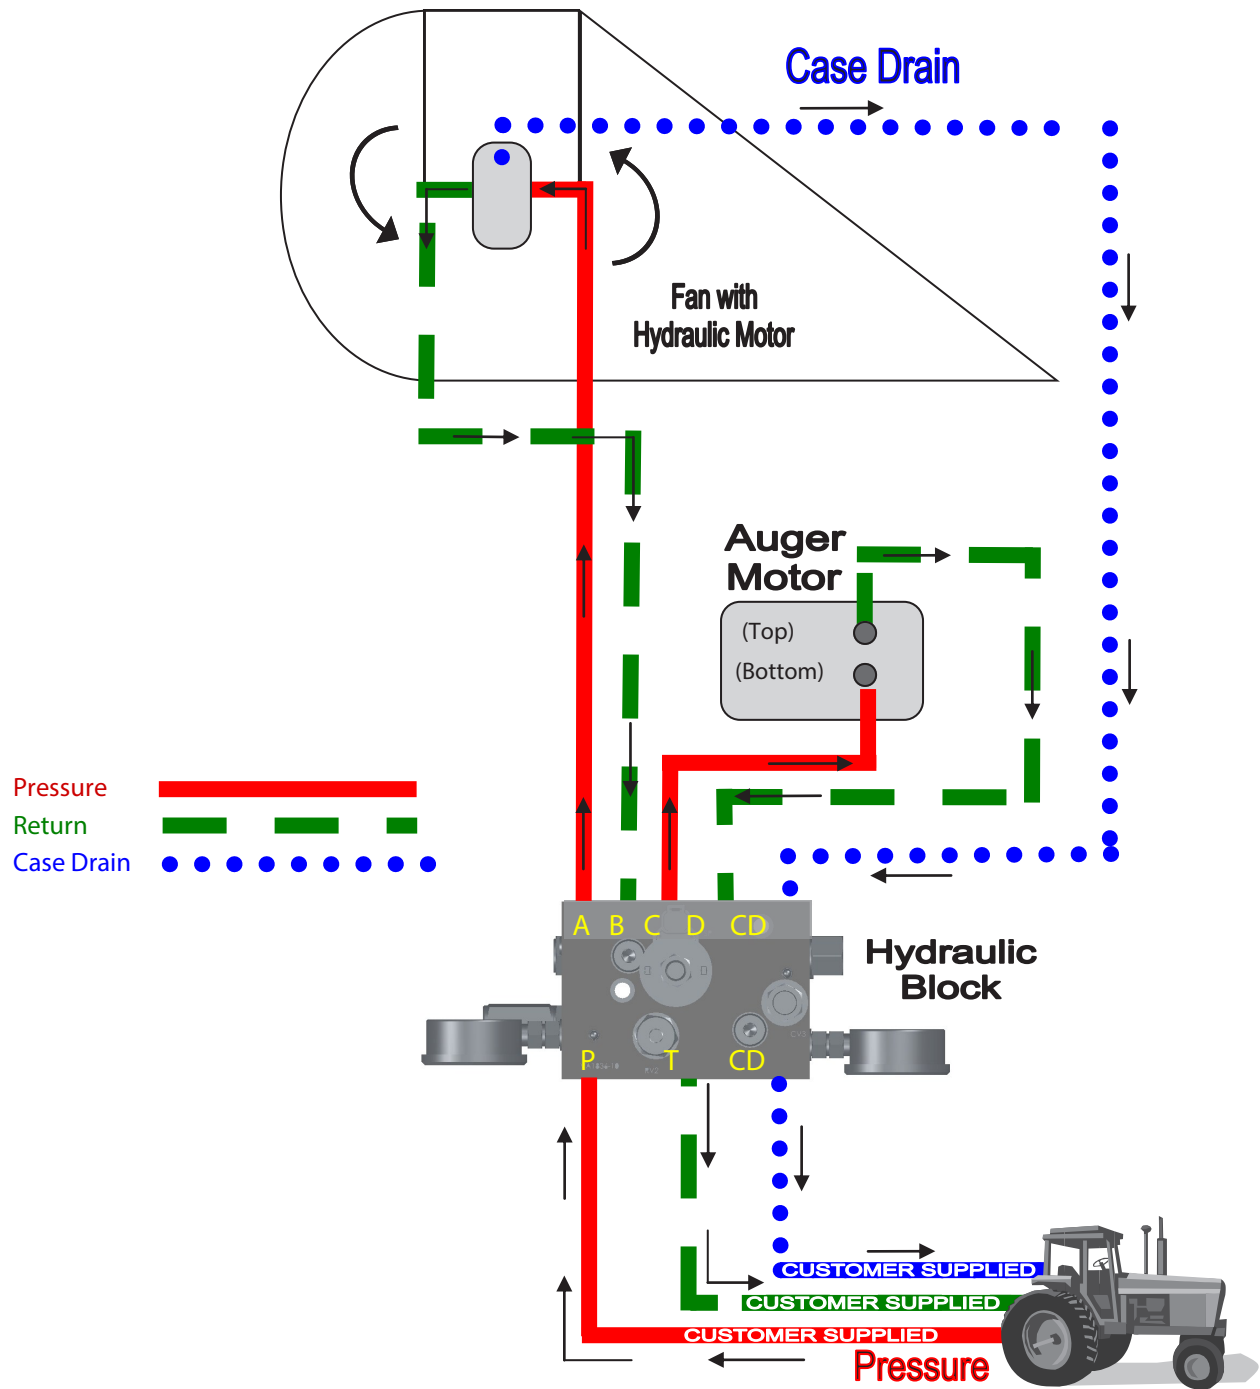 Case Drain
Fan with
Hydraulic Motor
Auger
Motor
(Top)
(Bottom)
Pressure
Return
Case Drain
A B C D CD
Hydraulic
Block
P T CD
CUSTOMER SUPPLIED
CUSTOMER SUPPLIED
CUSTOMER SUPPLIED
Pressure